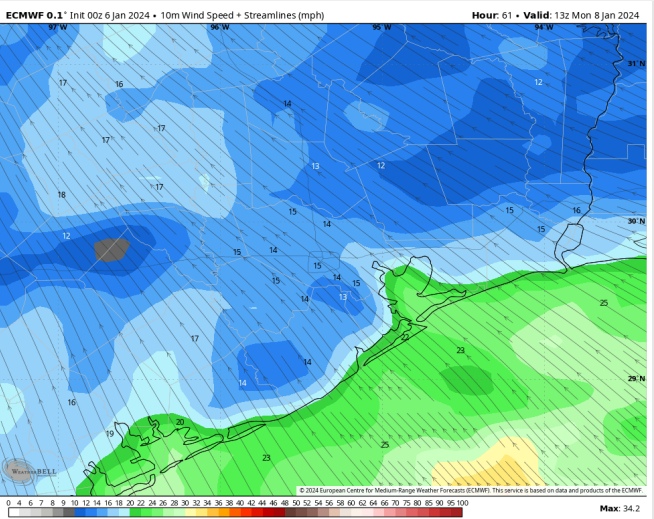 ECMWF 0.1° Init 00z 6 Jan 2024 • 10m Wind Speed + Streamlines (mph)
Hour: 61 • Valid: 13z Mon 8 Jan 2024
97°W 96°W 95°W 94°W
31°N
17 16 12
14
17
17
13 12
18 17
15 15 16
14 30°N
12 15
15 14
15 14
15 15
14 13
25
17 22
23
14
14 29°N
16
20
19
25
23
WeatherBELL
© 2024 European Centre for Medium-Range Weather Forecasts (ECMWF). This service is based on data and products of the ECMWF.
0 4 6 7 8 9 10 12 14 16 18 20 22 24 26 28 30 32 34 36 38 40 42 44 46 48 50 52 54 56 58 60 65 70 75 80 85 90 95 100
Max: 34.2